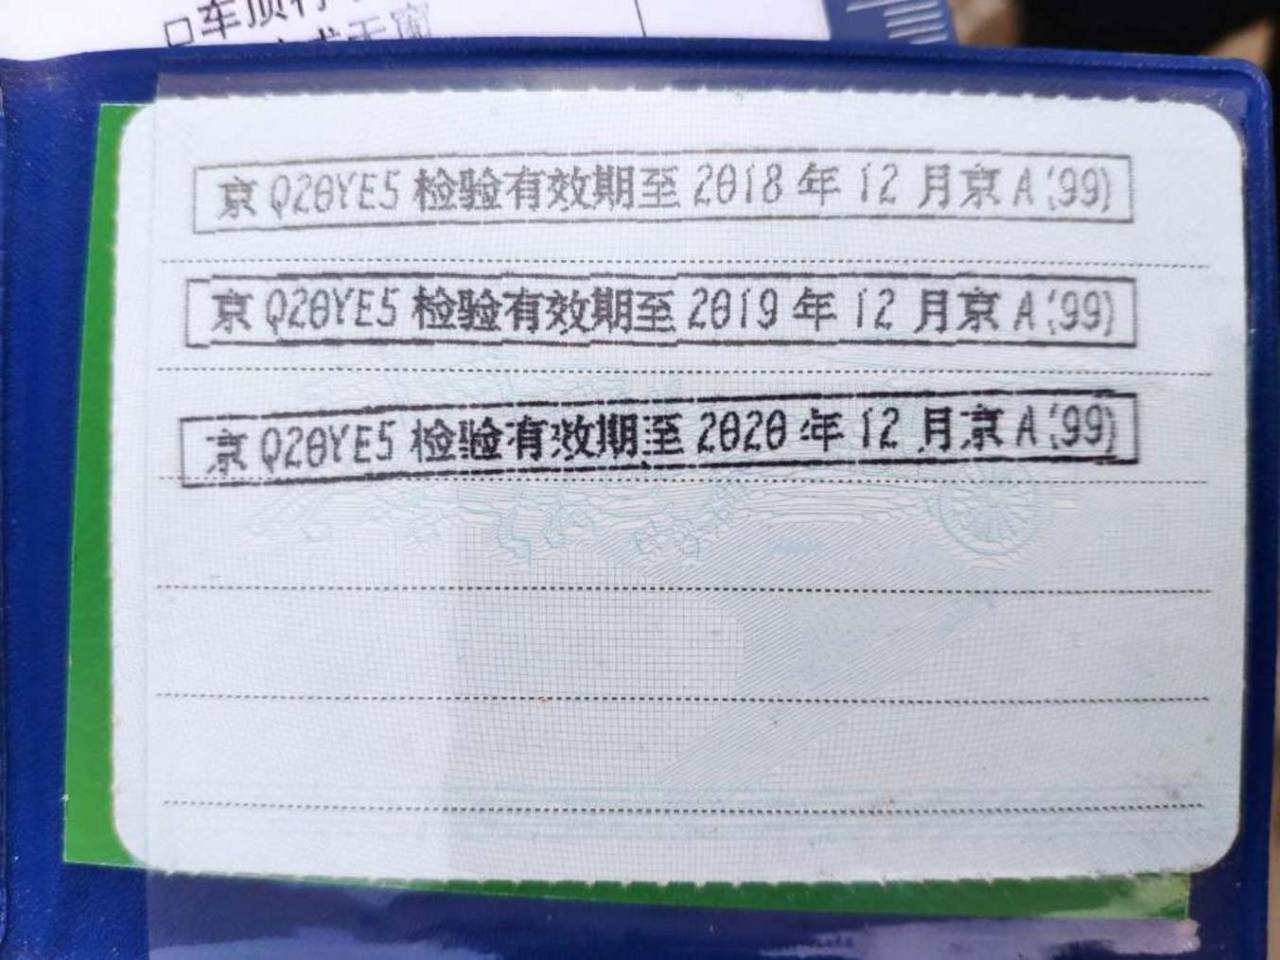 □车顶行
京Q20YE5检验有效期至2018年12月京A(99)
京Q20YE5检验有效期至2019年12月京A(99)
京Q20YE5检验有效期至2020年12月京A(99)